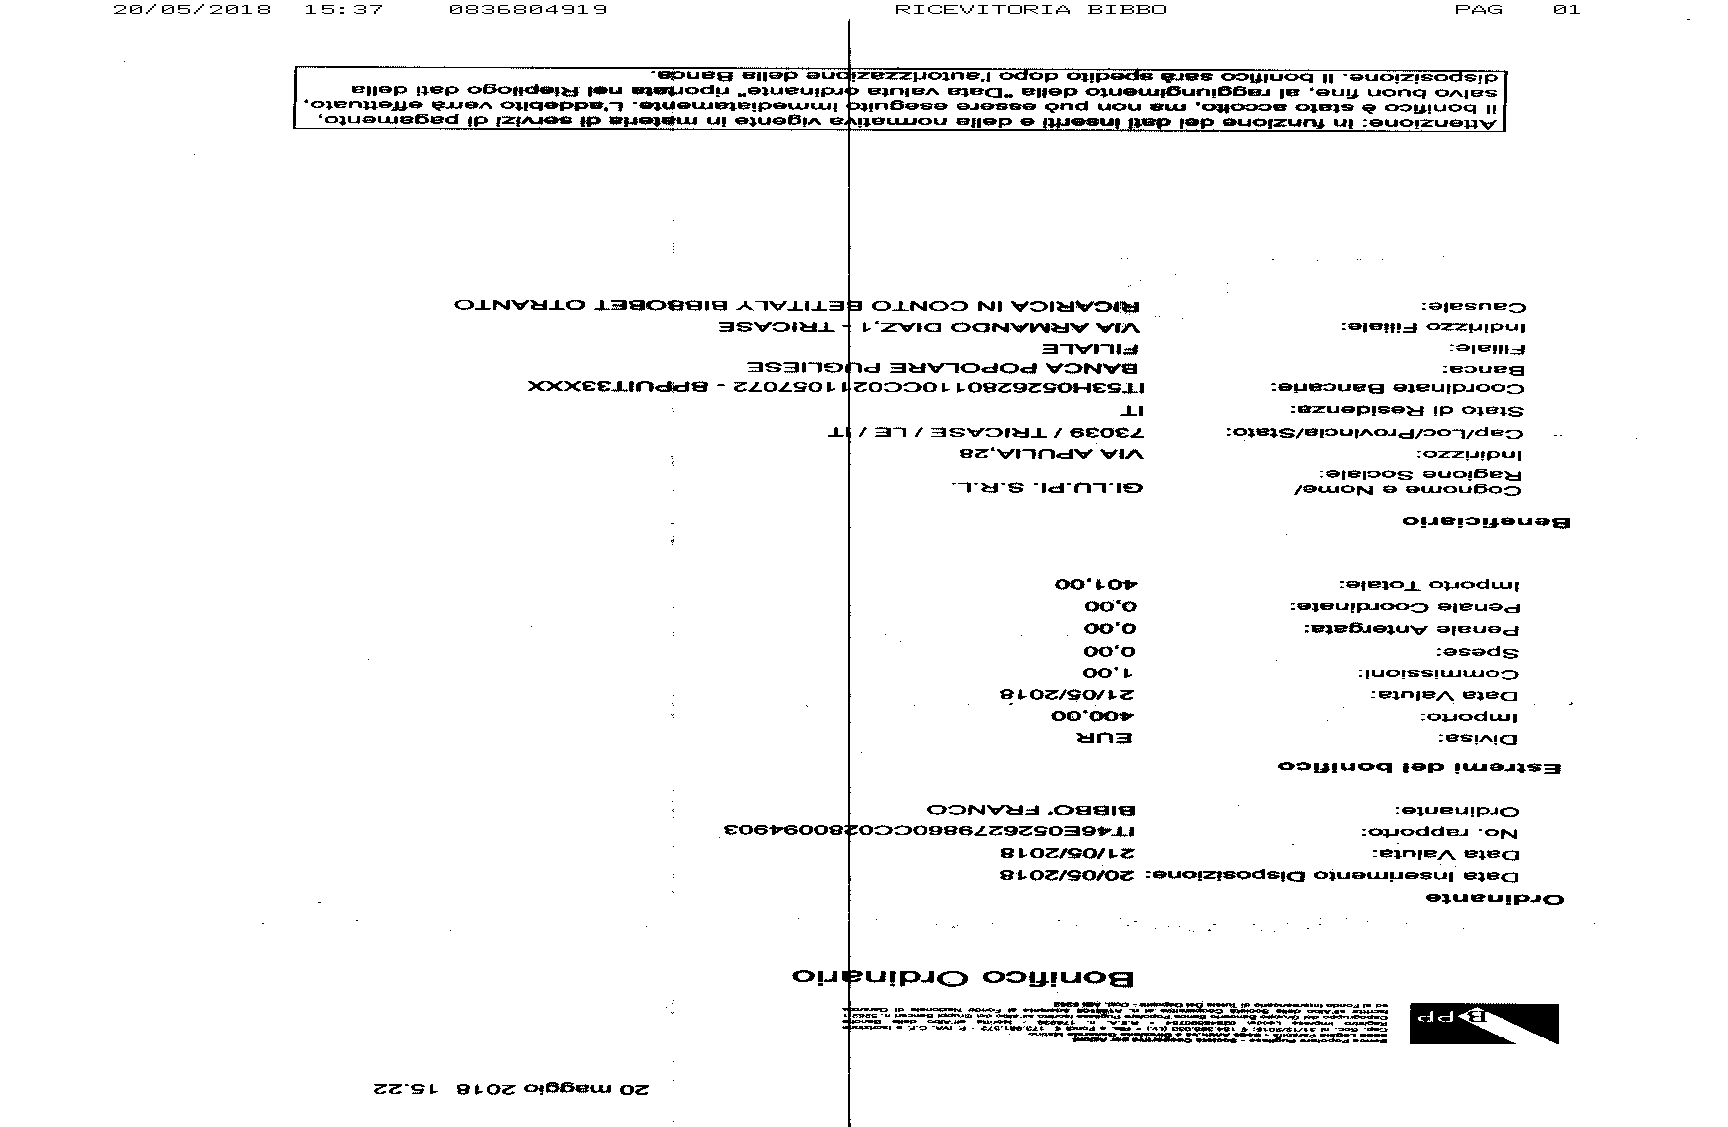 20/05/2018 15:37 0836804919 RICEVITORIA BIBBO PAG 01
20 maggio 2018 15.22
BPP
Banca Popolare Pugliese - Società Cooperativa per Azioni
Bonifico Ordinario
Ordinante
Data Inserimento Disposizione: 20/05/2018
Data Valuta: 21/05/2018
No. rapporto: IT46E0526279860CC0280094903
Ordinante: BIBBO' FRANCO
Estremi del bonifico
Divisa: EUR
Importo: 400,00
Data Valuta: 21/05/2018
Commissioni: 1,00
Spese: 0,00
Penale Antergata: 0,00
Penale Coordinate: 0,00
Importo Totale: 401,00
Beneficiario
Cognome e Nome/ GI.LU.PI. S.R.L.
Ragione Sociale:
Indirizzo: VIA APULIA,28
Cap/Loc/Provincia/Stato: 73039 / TRICASE / LE / IT
Stato di Residenza: IT
Coordinate Bancarie: IT53H0526280110CC0211057072 - BPPUIT33XXX
Banca: BANCA POPOLARE PUGLIESE
Filiale: FILIALE
Indirizzo Filiale: VIA ARMANDO DIAZ,1 - TRICASE
Causale: RICARICA IN CONTO BETITALY BIBBOBET OTRANTO
Attenzione: in funzione dei dati inseriti e della normativa vigente in materia di servizi di pagamento,
il bonifico è stato accolto, ma non può essere eseguito immediatamente. L'addebito verrà effettuato,
salvo buon fine, al raggiungimento della "Data valuta ordinante" riportata nel Riepilogo dati della
disposizione. Il bonifico sarà spedito dopo l'autorizzazione della Banca.